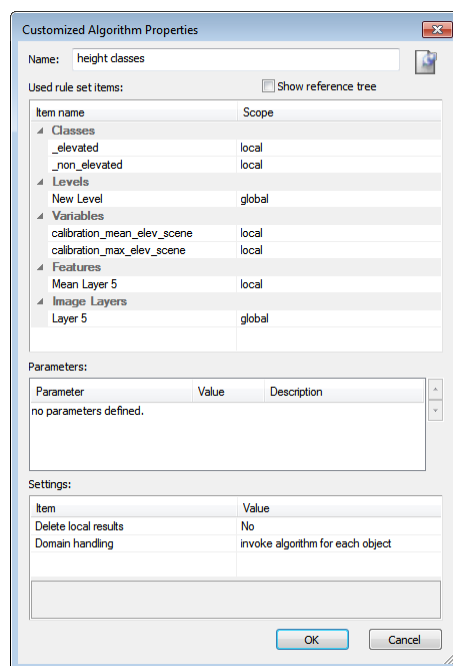 Customized Algorithm Properties
Name: height classes
Used rule set items: Show reference tree
Item name Scope
Classes
_elevated local
_non_elevated local
Levels
New Level global
Variables
calibration_mean_elev_scene local
calibration_max_elev_scene local
Features
Mean Layer 5 local
Image Layers
Layer 5 global
Parameters:
Parameter Value Description
no parameters defined.
Settings:
Item Value
Delete local results No
Domain handling invoke algorithm for each object
OK Cancel